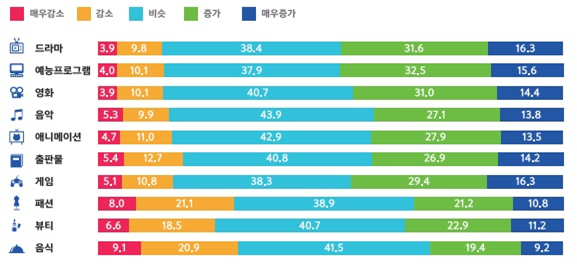 매우감소 감소 비슷 증가 매우증가
드라마 3.9 9.8 38.4 31.6 16.3
예능프로그램 4.0 10.1 37.9 32.5 15.6
영화 3.9 10.1 40.7 31.0 14.4
음악 5.3 9.9 43.9 27.1 13.8
애니메이션 4.7 11.0 42.9 27.9 13.5
출판물 5.4 12.7 40.8 26.9 14.2
게임 5.1 10.8 38.3 29.4 16.3
패션 8.0 21.1 38.9 21.2 10.8
뷰티 6.6 18.5 40.7 22.9 11.2
음식 9.1 20.9 41.5 19.4 9.2